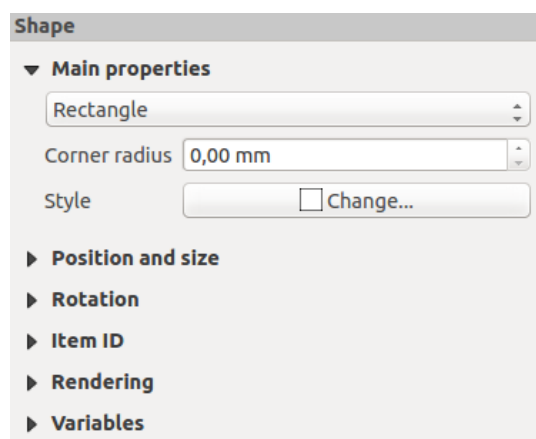 Shape
Main properties
Rectangle
Corner radius 0,00 mm
Style Change...
Position and size
Rotation
Item ID
Rendering
Variables